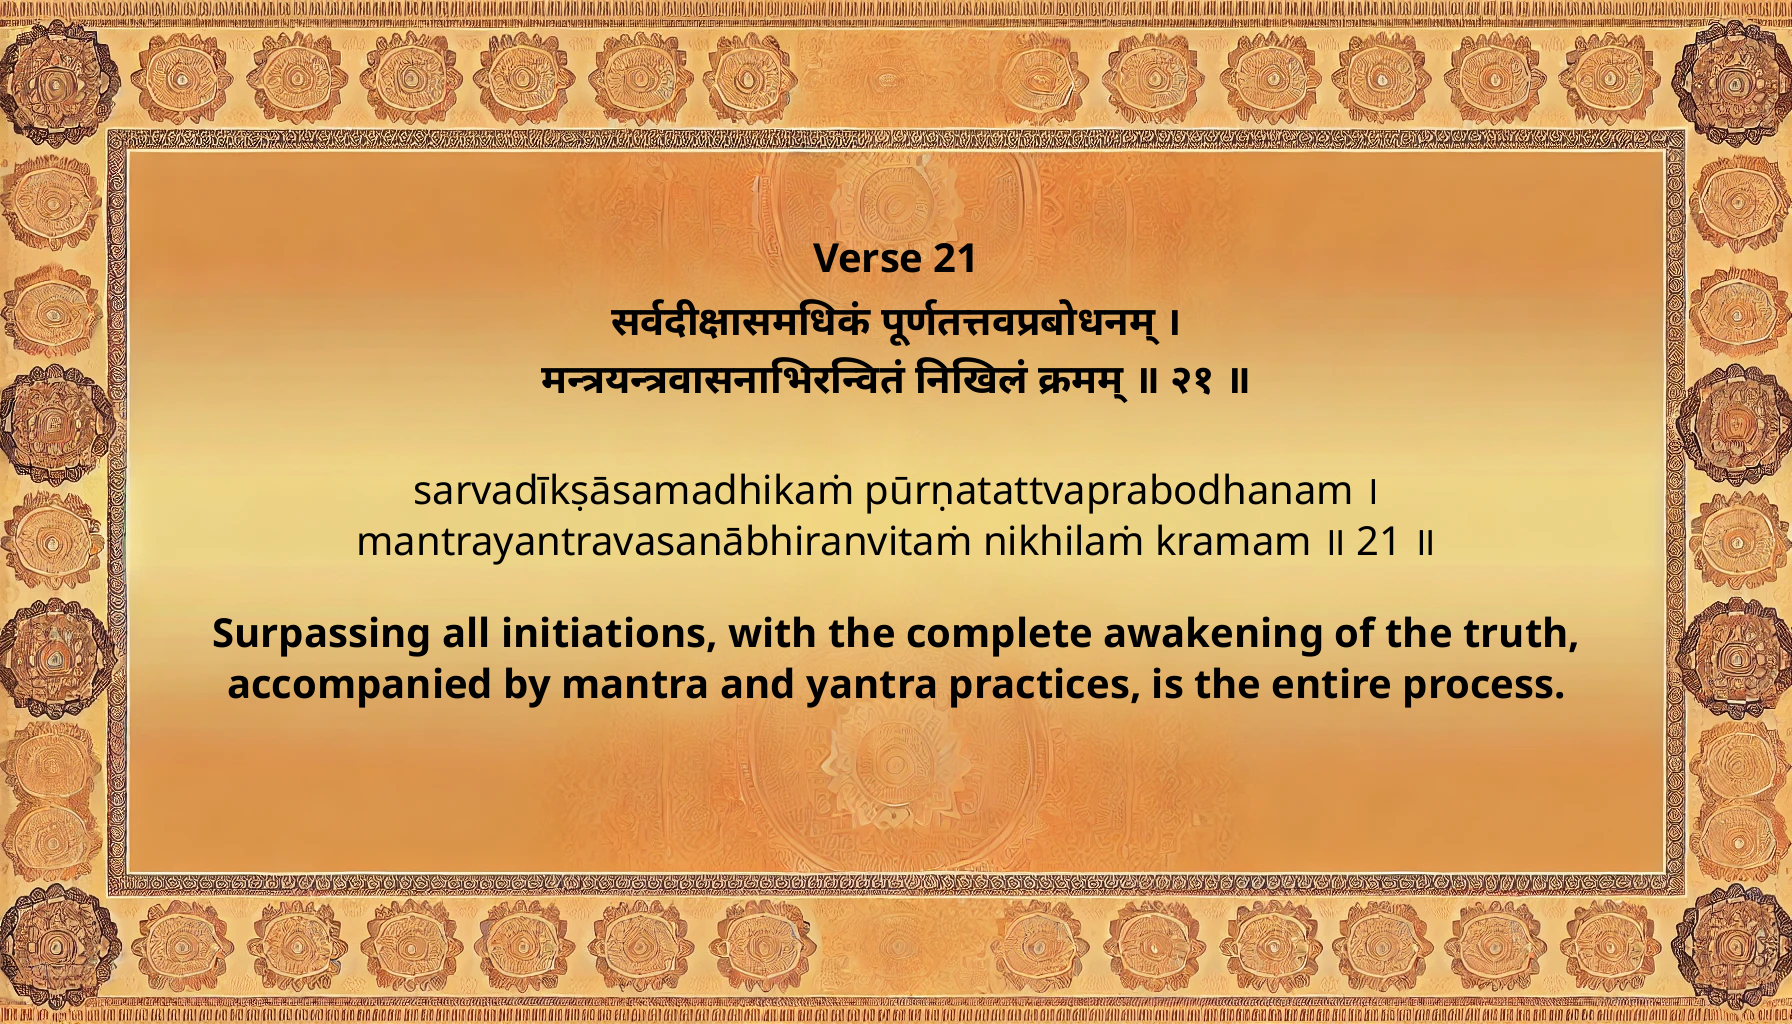 Verse 21
सर्वदीक्षासमधिकं पूर्णतत्तवप्रबोधनम् ।
मन्त्रयन्त्रवासनाभिरन्वितं निखिलं क्रमम् ॥ २१ ॥
sarvadīkṣāsamadhikaṁ pūrṇatattvaprabodhanam ।
mantrayantravasanābhiranvitaṁ nikhilaṁ kramam ॥ 21 ॥
Surpassing all initiations, with the complete awakening of the truth,
accompanied by mantra and yantra practices, is the entire process.